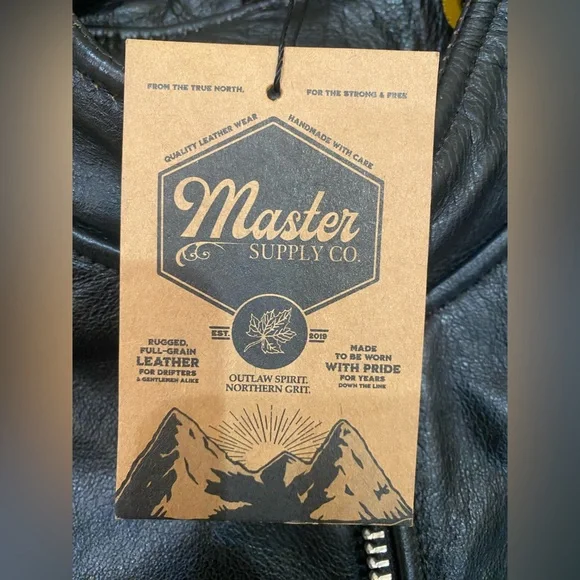 FROM THE TRUE NORTH. FOR THE STRONG & FREE
QUALITY LEATHER WEAR HANDMADE WITH CARE
Master
SUPPLY CO.
EST. 2019
RUGGED,
FULL-GRAIN
LEATHER
FOR DRIFTERS
& GENTLEMEN ALIKE
OUTLAW SPIRIT.
NORTHERN GRIT.
MADE
TO BE WORN
WITH PRIDE
FOR YEARS
DOWN THE LINE